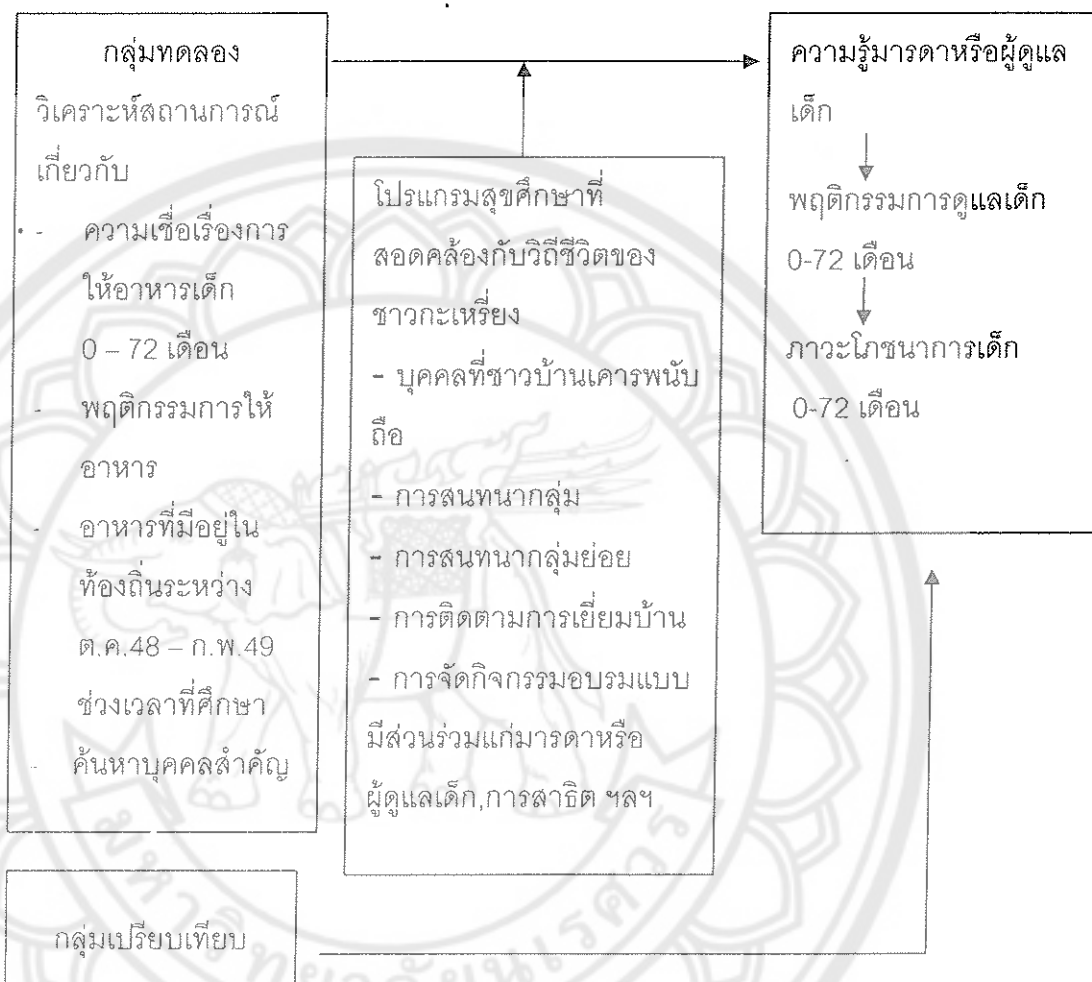 กลุ่มทดลอง
วิเคราะห์สถานการณ์
เกี่ยวกับ
- ความเชื่อเรื่องการ
ให้อาหารเด็ก
0 – 72 เดือน
- พฤติกรรมการให้
อาหาร
- อาหารที่มีอยู่ใน
ท้องถิ่นระหว่าง
ต.ค.48 – ก.พ.49
ช่วงเวลาที่ศึกษา
- ค้นหาบุคคลสำคัญ
โปรแกรมสุขศึกษาที่
สอดคล้องกับวิถีชีวิตของ
ชาวกะเหรี่ยง
- บุคคลที่ชาวบ้านเคารพนับ
ถือ
- การสนทนากลุ่ม
- การสนทนากลุ่มย่อย
- การติดตามการเยี่ยมบ้าน
- การจัดกิจกรรมอบรมแบบ
มีส่วนร่วมแก่มารดาหรือ
ผู้ดูแลเด็ก,การสาธิต ฯลฯ
ความรู้มารดาหรือผู้ดูแล
เด็ก
พฤติกรรมการดูแลเด็ก
0-72 เดือน
ภาวะโภชนาการเด็ก
0-72 เดือน
กลุ่มเปรียบเทียบ
มหาวิทยาลัยนเรศวร